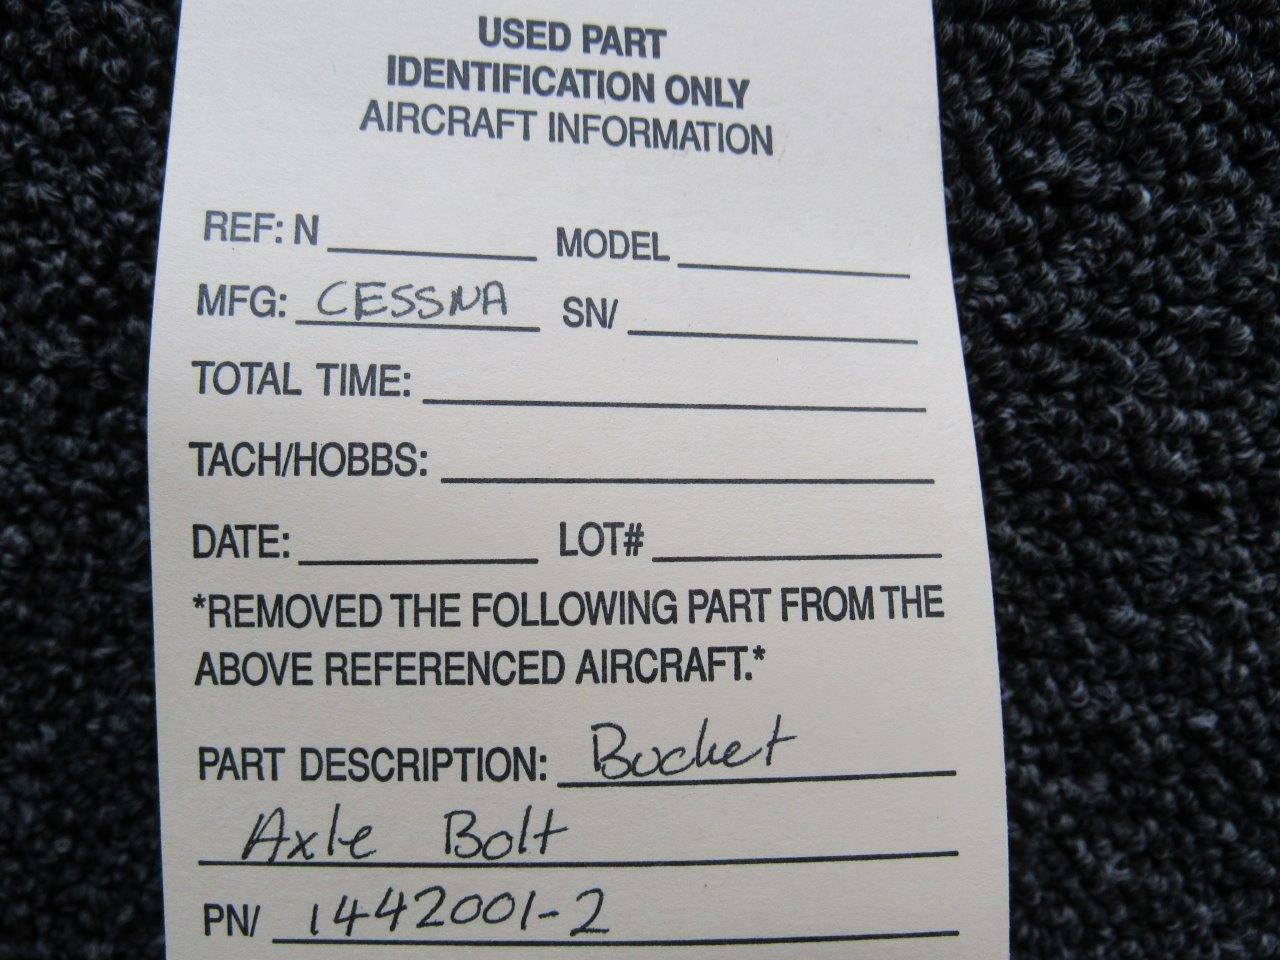 USED PART
IDENTIFICATION ONLY
AIRCRAFT INFORMATION
REF: N MODEL
MFG: CESSNA SN/
TOTAL TIME:
TACH/HOBBS:
DATE: LOT#
*REMOVED THE FOLLOWING PART FROM THE
ABOVE REFERENCED AIRCRAFT.*
PART DESCRIPTION: Bucket
Axle Bolt
PN/ 1442001-2